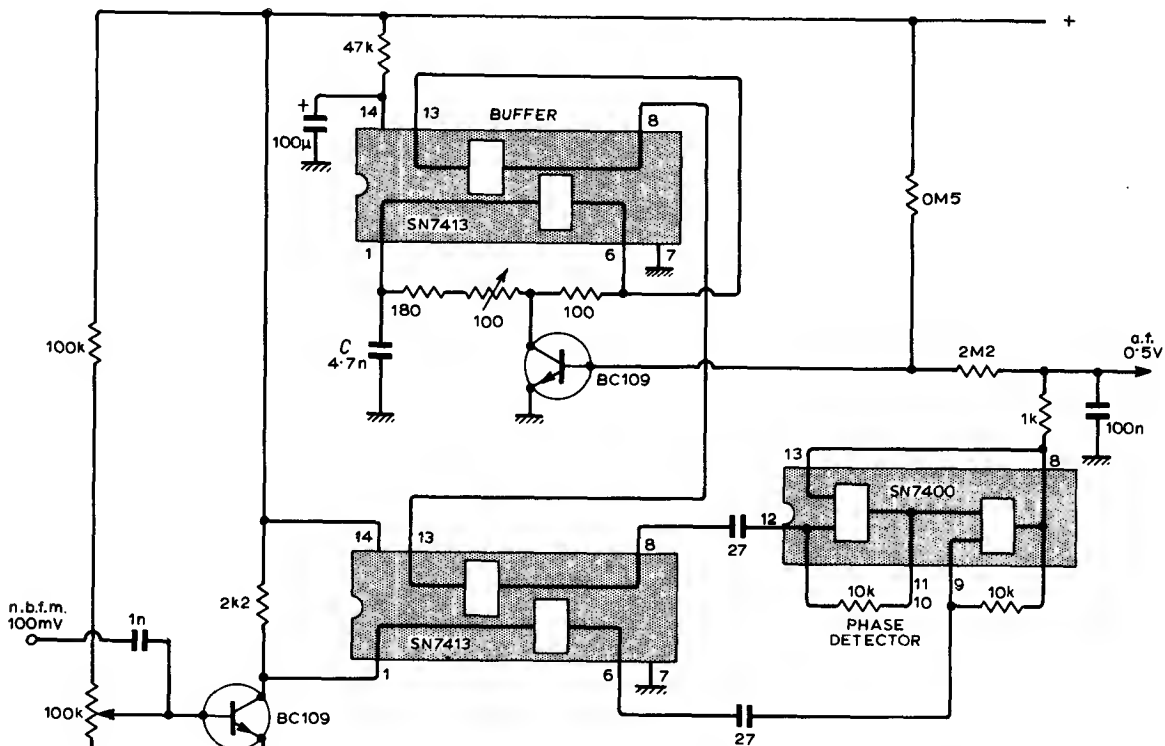 +
47k
+
14
13
BUFFER
8
100μ
0M5
SN7413
1
6
7
180
100
100
100k
C
4·7n
BC109
2M2
a.f.
0·5V
1k
100n
13
8
SN7400
14
13
8
27
12
2k2
10k
11
10
9
10k
n.b.f.m.
100mV
1n
SN7413
PHASE
DETECTOR
1
6
7
100k
BC109
27